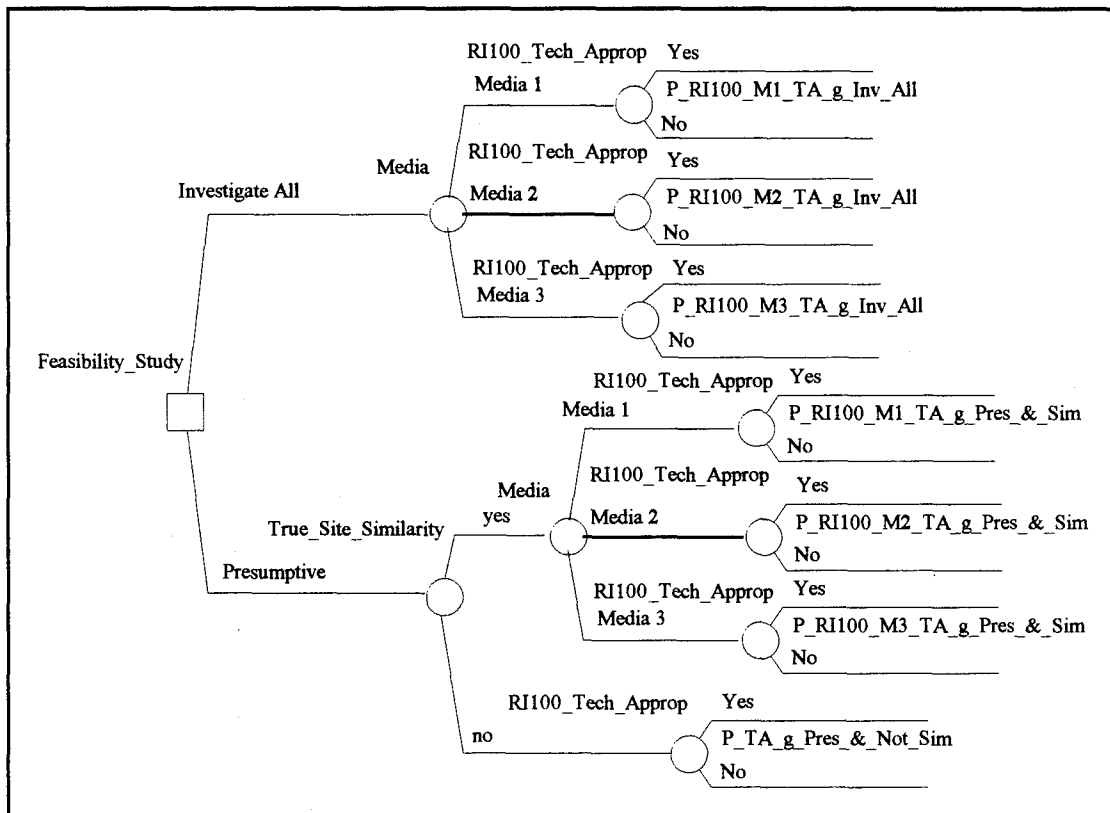 RI100_Tech_Approp Yes
Media 1 P_RI100_M1_TA_g_Inv_All
No
RI100_Tech_Approp Yes
Media
Media 2 P_RI100_M2_TA_g_Inv_All
Investigate All
No
RI100_Tech_Approp Yes
Media 3 P_RI100_M3_TA_g_Inv_All
No
Feasibility_Study
RI100_Tech_Approp Yes
Media 1 P_RI100_M1_TA_g_Pres_&_Sim
No
RI100_Tech_Approp Yes
Media
yes Media 2 P_RI100_M2_TA_g_Pres_&_Sim
True_Site_Similarity
No
Presumptive
RI100_Tech_Approp Yes
Media 3 P_RI100_M3_TA_g_Pres_&_Sim
No
RI100_Tech_Approp Yes
no P_TA_g_Pres_&_Not_Sim
No